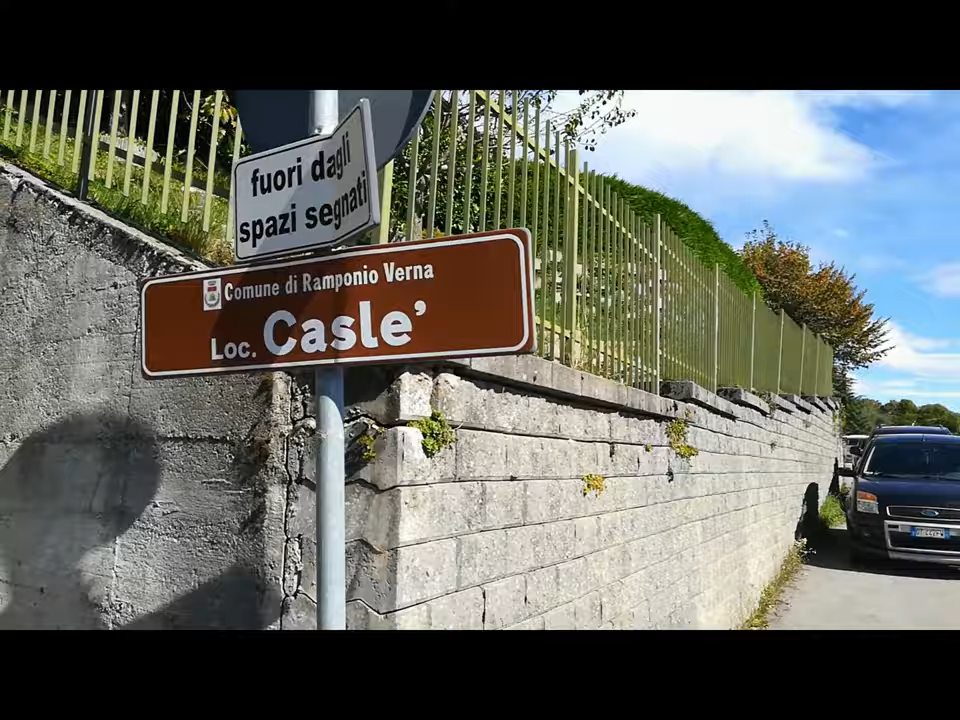 fuori dagli
spazi segnati
Comune di Ramponio Verna
Loc. Casle'